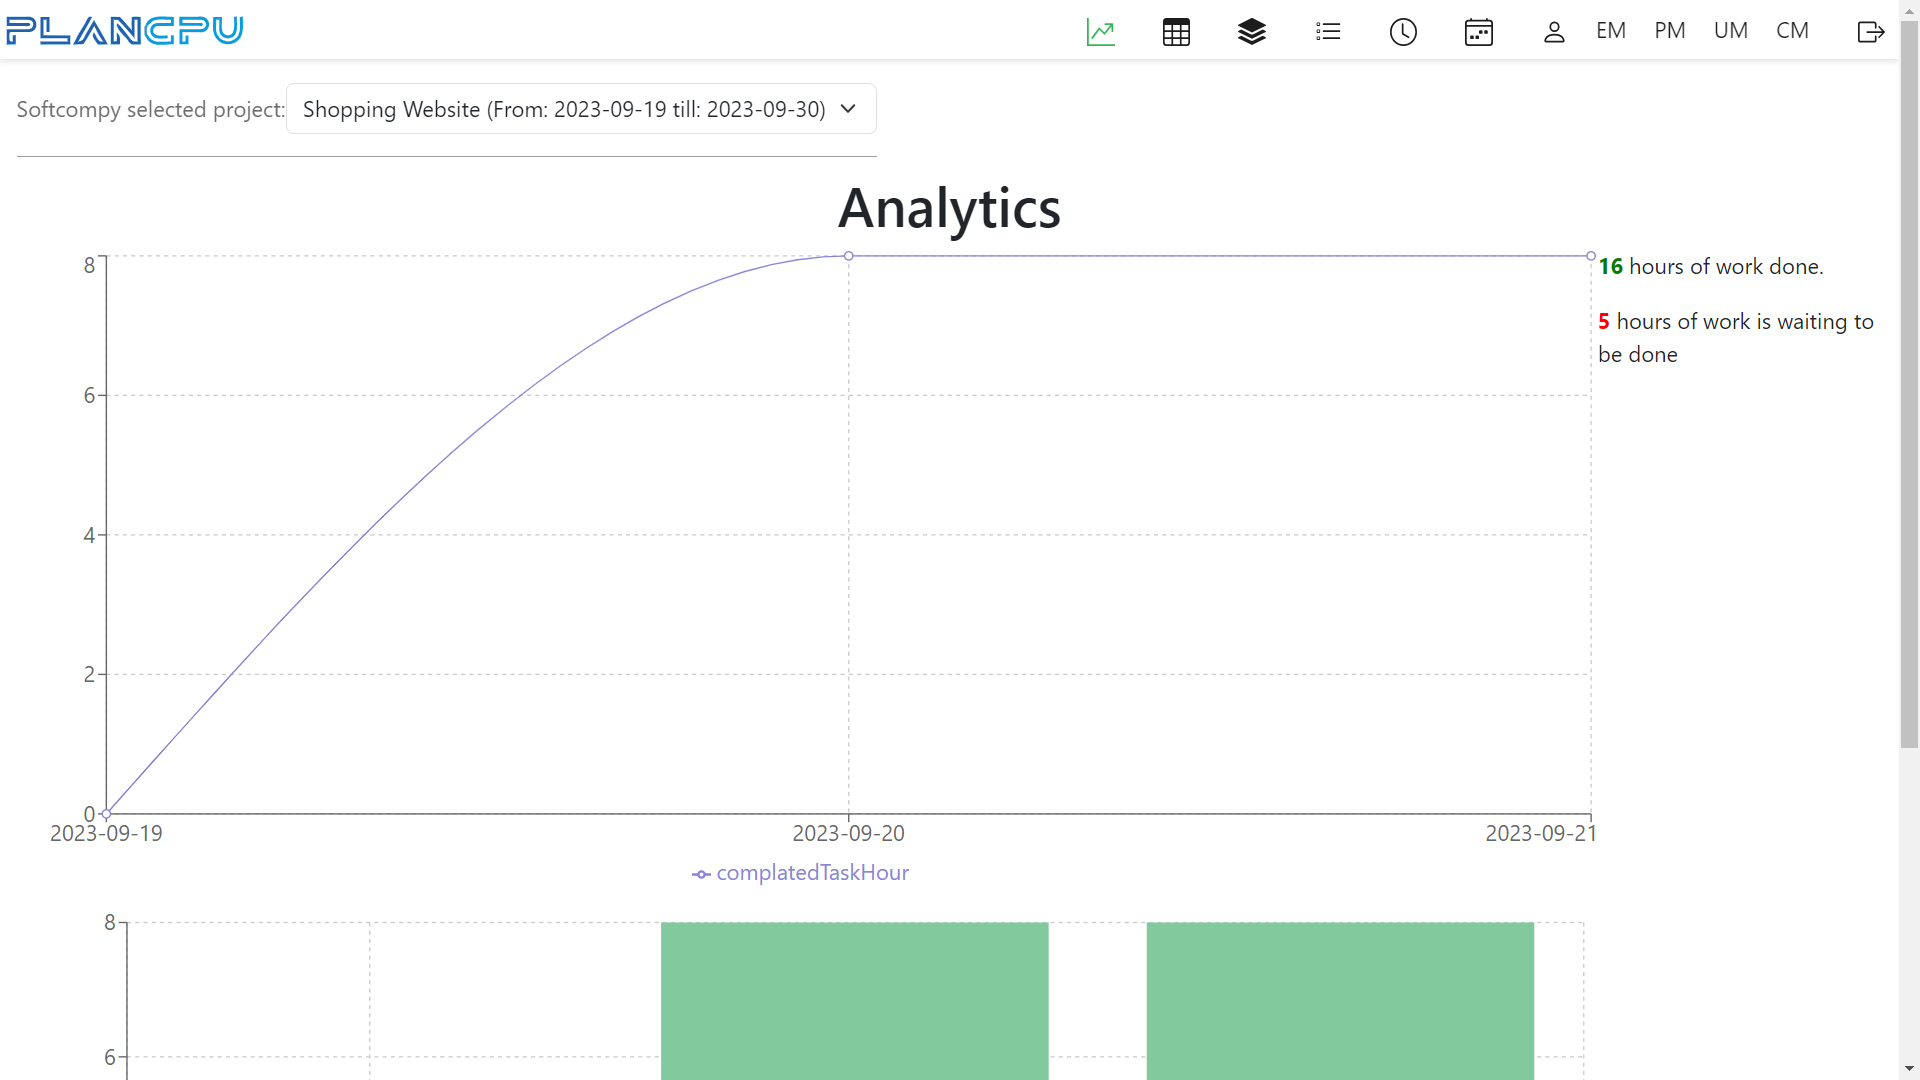 PLANCPU
EM PM UM CM
Softcompy selected project: Shopping Website (From: 2023-09-19 till: 2023-09-30)
Analytics
8
6
4
2
0
2023-09-19 2023-09-20 2023-09-21
complatedTaskHour
16 hours of work done.
5 hours of work is waiting to
be done
8
6